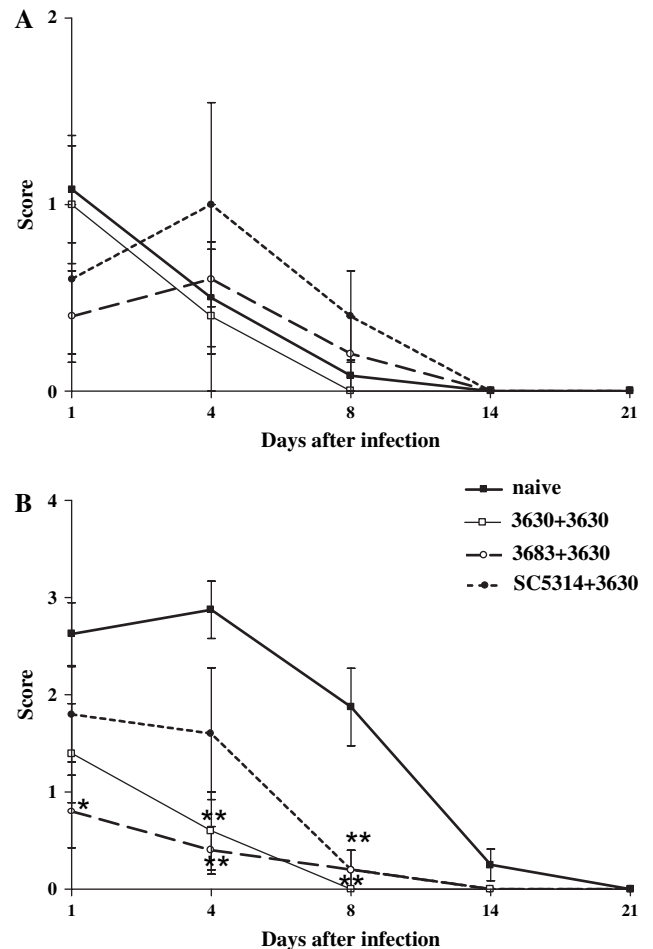 A
2
1
0
Score
1 4 8 14 21
Days after infection
B
4
3
2
1
0
Score
naive
3630+3630
3683+3630
SC5314+3630
*
**
**
**
**
1 4 8 14 21
Days after infection